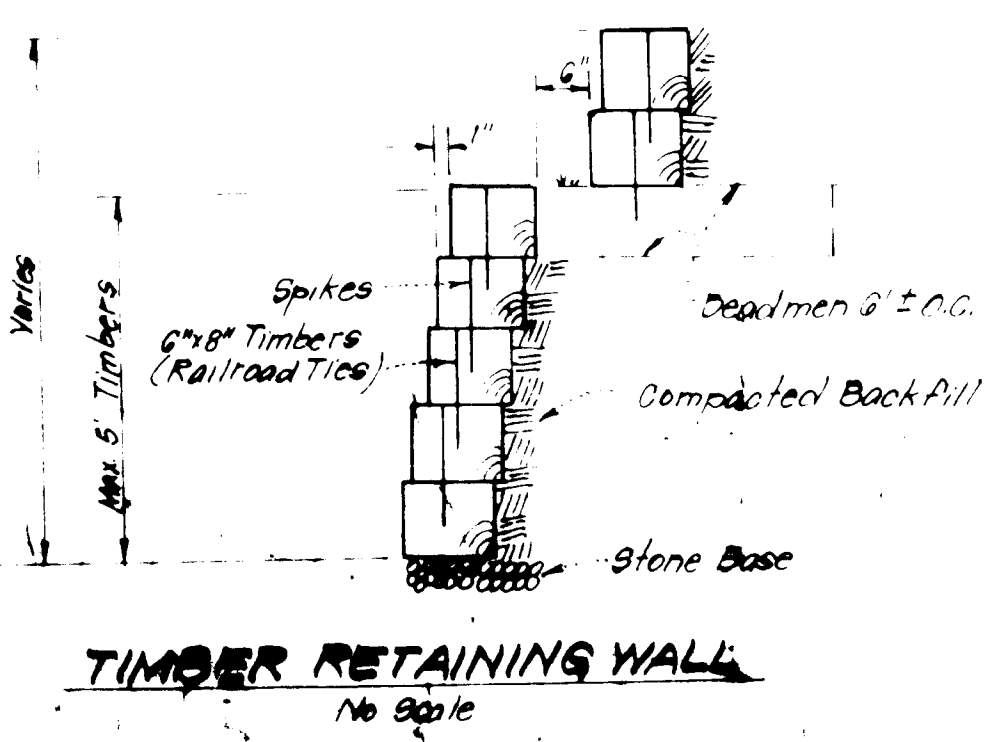 6"
1"
Varies
Max 5' Timbers
Spikes
6"x8" Timbers
(Railroad Ties)
Deadmen 6' ± O.C.
Compacted Backfill
Stone Base
TIMBER RETAINING WALL
No Scale